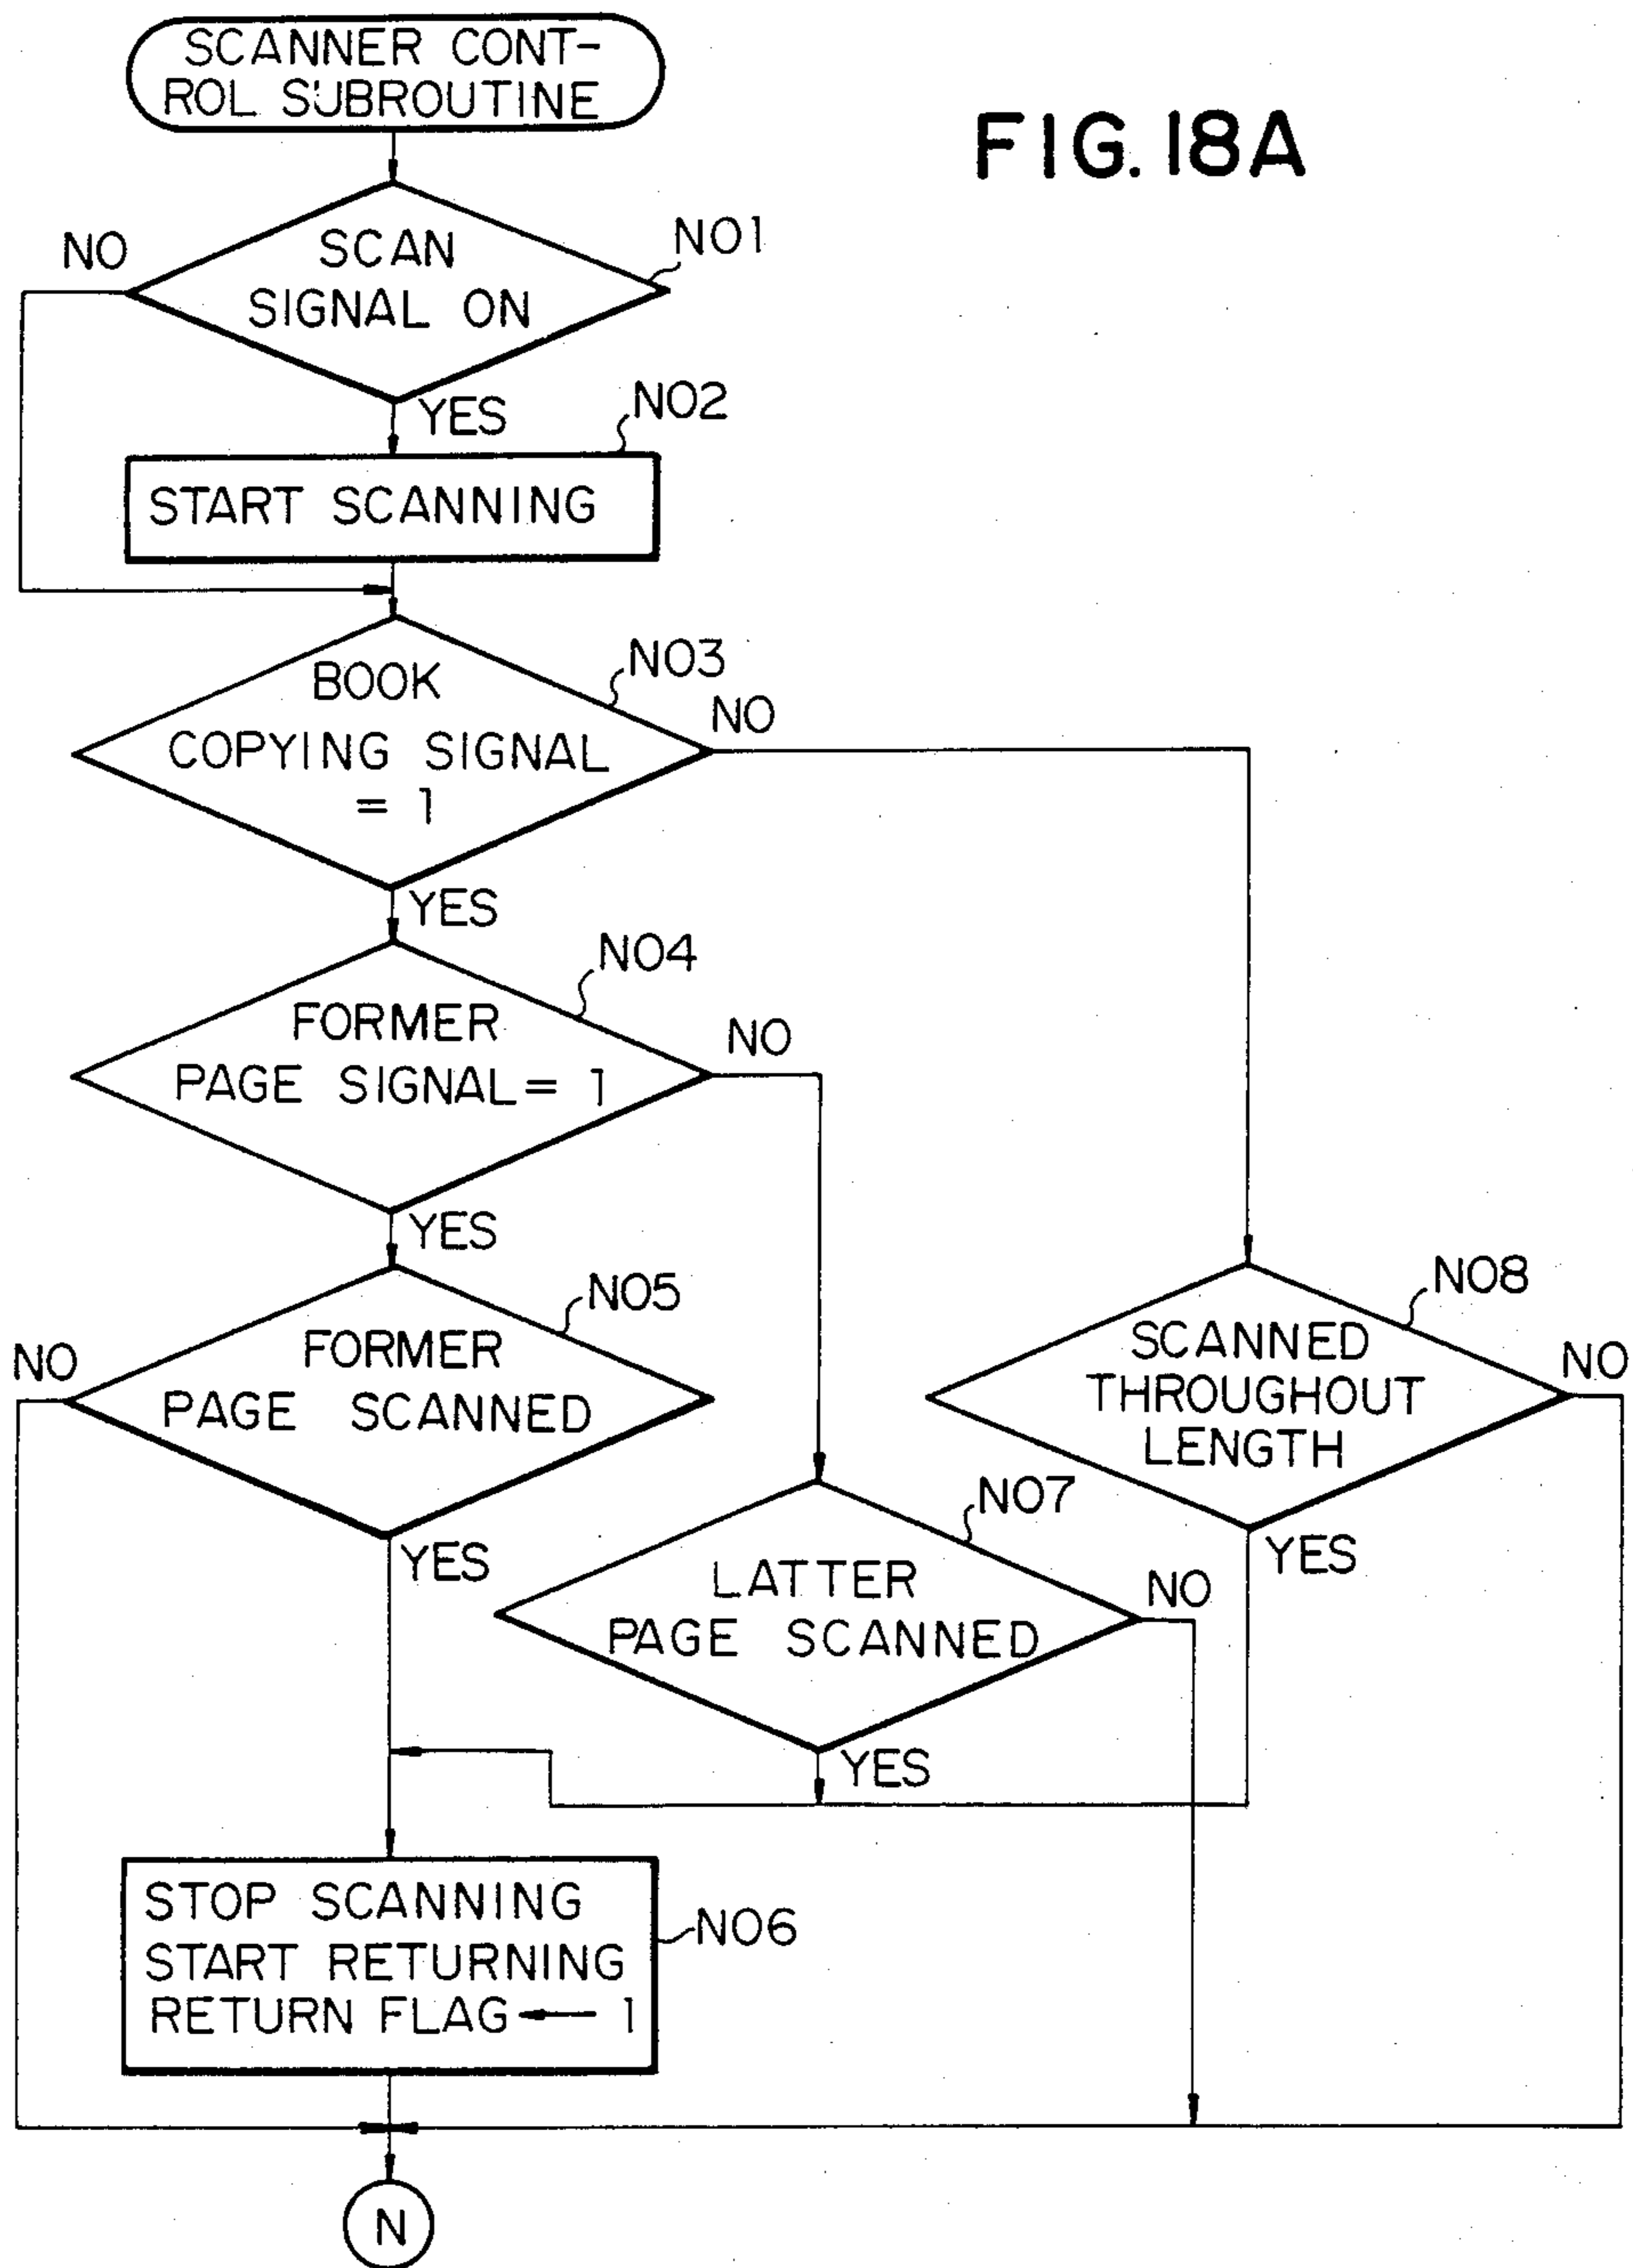 SCANNER CONT-
ROL SUBROUTINE
FIG. 18A
NO
SCAN
SIGNAL ON
N01
YES
N02
START SCANNING
BOOK
COPYING SIGNAL
= 1
N03
NO
YES
N04
FORMER
PAGE SIGNAL = 1
NO
YES
N05
NO
FORMER
PAGE SCANNED
YES
N08
SCANNED
THROUGHOUT
LENGTH
NO
YES
N07
LATTER
PAGE SCANNED
NO
YES
STOP SCANNING
START RETURNING
RETURN FLAG ← 1
N06
N